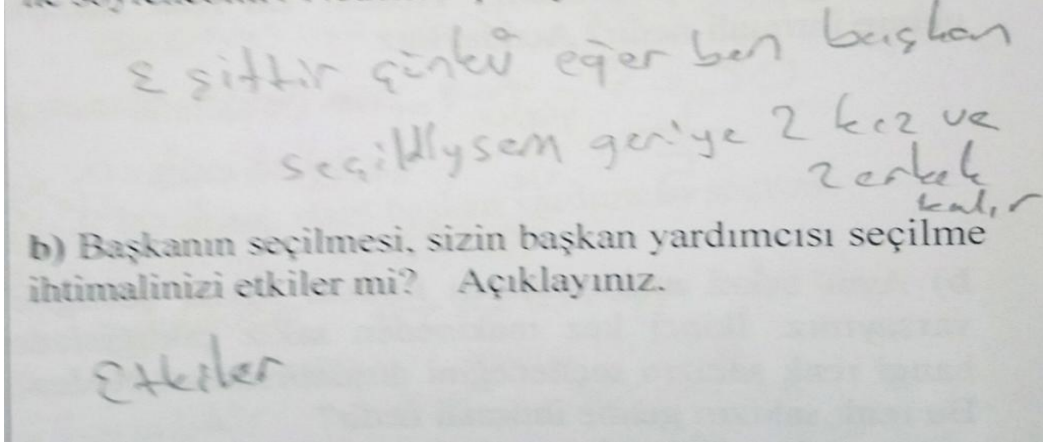 Eşittir çünkü eğer ben başkan
seçildiysem geriye 2 kız ve
2 erkek
kalır
b) Başkanın seçilmesi, sizin başkan yardımcısı seçilme
ihtimalinizi etkiler mi? Açıklayınız.
Etkiler